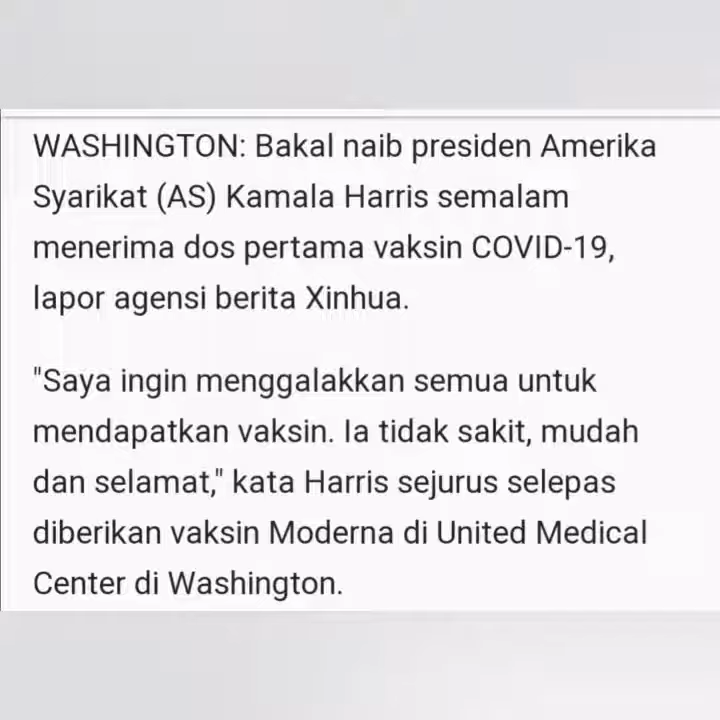 WASHINGTON: Bakal naib presiden Amerika
Syarikat (AS) Kamala Harris semalam
menerima dos pertama vaksin COVID-19,
lapor agensi berita Xinhua.
"Saya ingin menggalakkan semua untuk
mendapatkan vaksin. Ia tidak sakit, mudah
dan selamat," kata Harris sejurus selepas
diberikan vaksin Moderna di United Medical
Center di Washington.